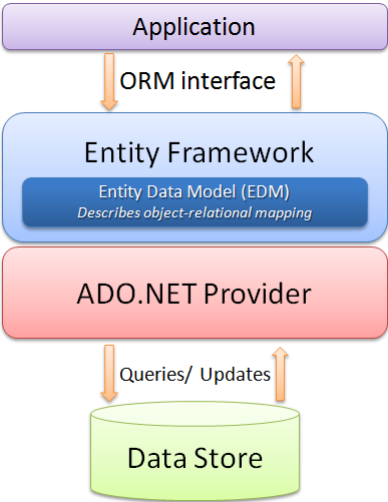 Application
ORM interface
Entity Framework
Entity Data Model (EDM)
Describes object-relational mapping
ADO.NET Provider
Queries/ Updates
Data Store